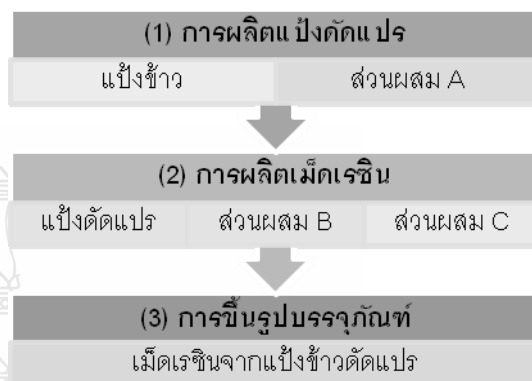 (1) การผลิตแป้งดัดแปร
แป้งข้าว ส่วนผสม A
(2) การผลิตเม็ดเรซิน
แป้งดัดแปร ส่วนผสม B ส่วนผสม C
(3) การขึ้นรูปบรรจุภัณฑ์
เม็ดเรซินจากแป้งข้าวดัดแปร